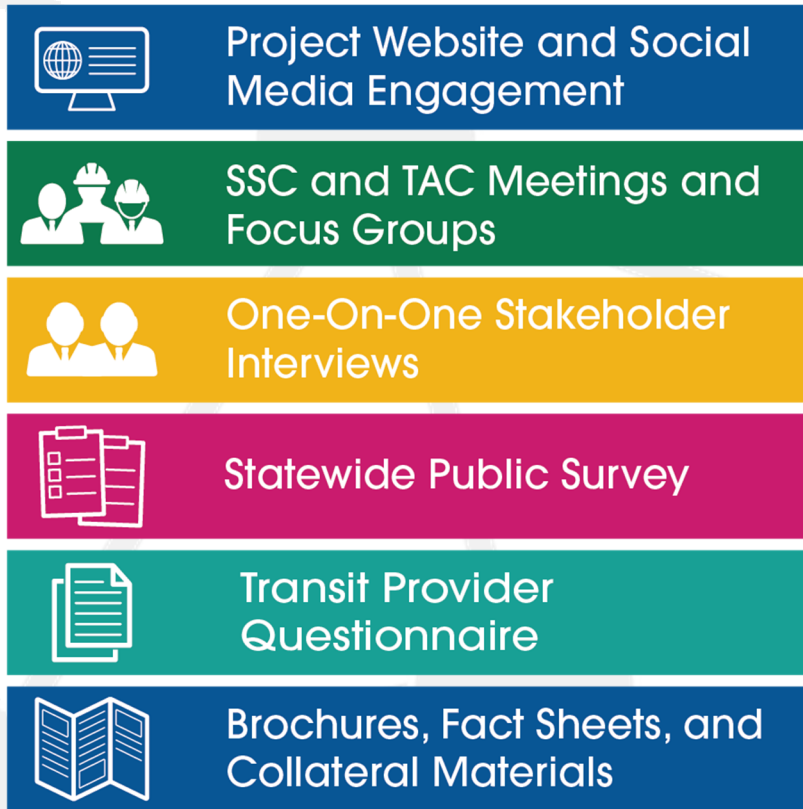 Project Website and Social
Media Engagement
SSC and TAC Meetings and
Focus Groups
One-On-One Stakeholder
Interviews
Statewide Public Survey
Transit Provider
Questionnaire
Brochures, Fact Sheets, and
Collateral Materials